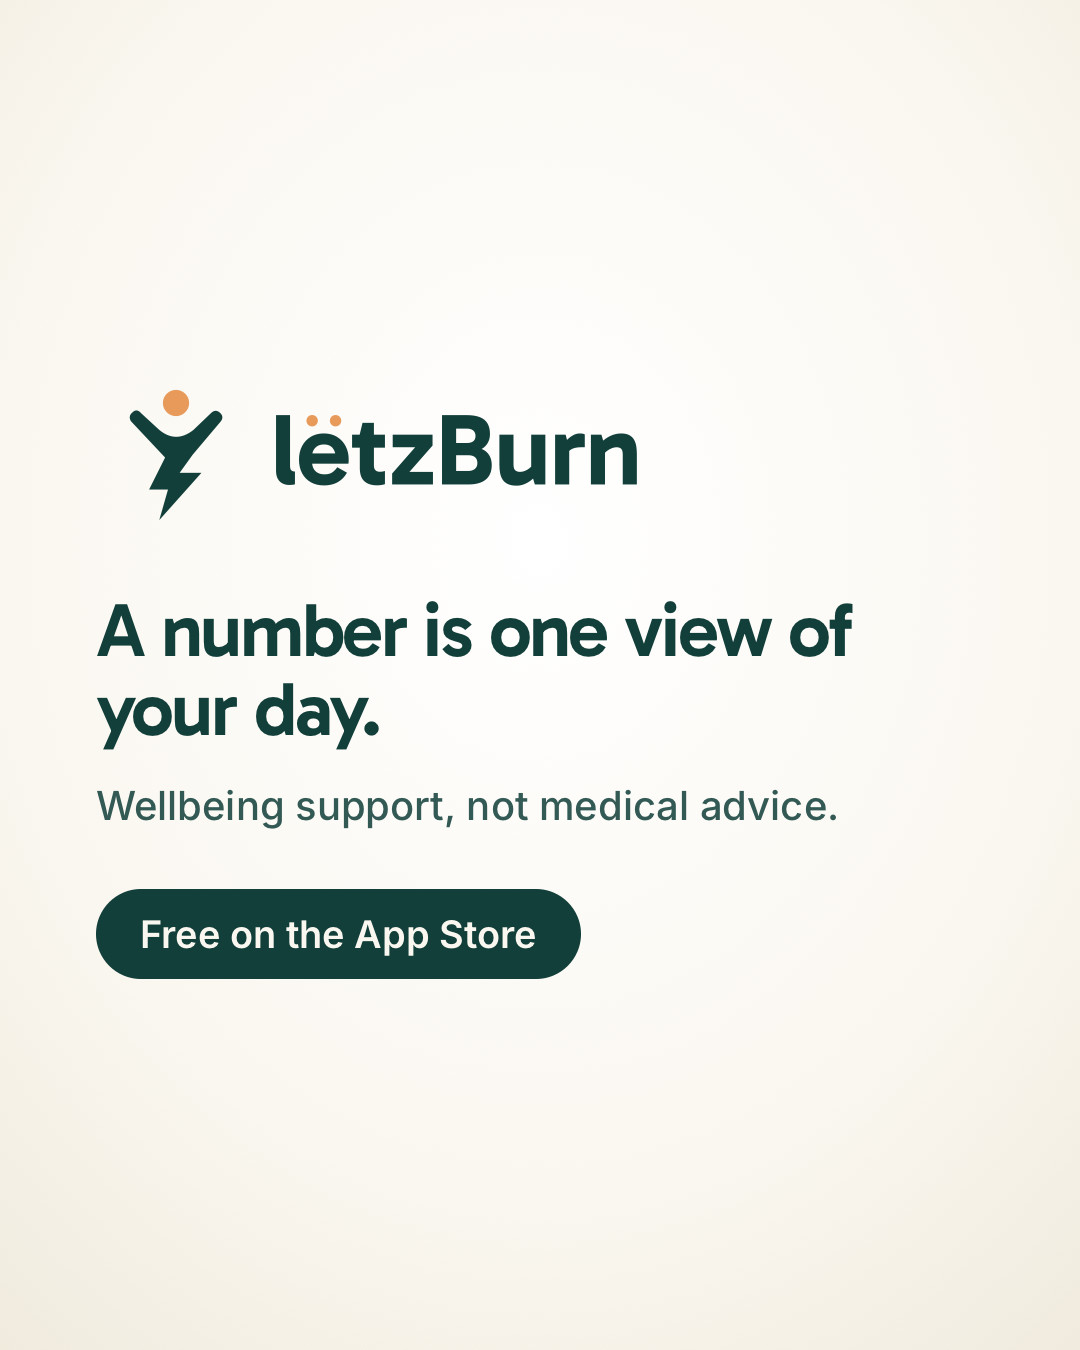 lëtzBurn
A number is one view of
your day.
Wellbeing support, not medical advice.
Free on the App Store